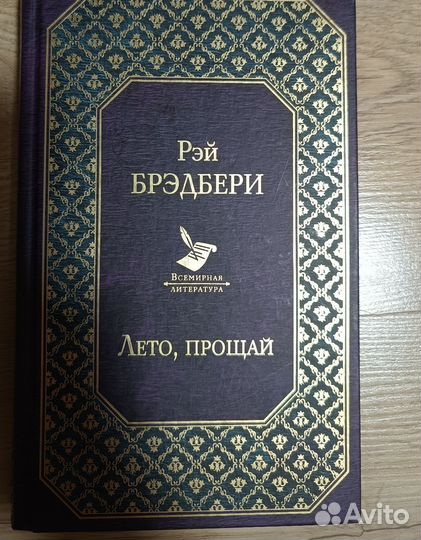 Рэй
БРЭДБЕРИ
Всемирная
литература
Лето, прощай
Avito